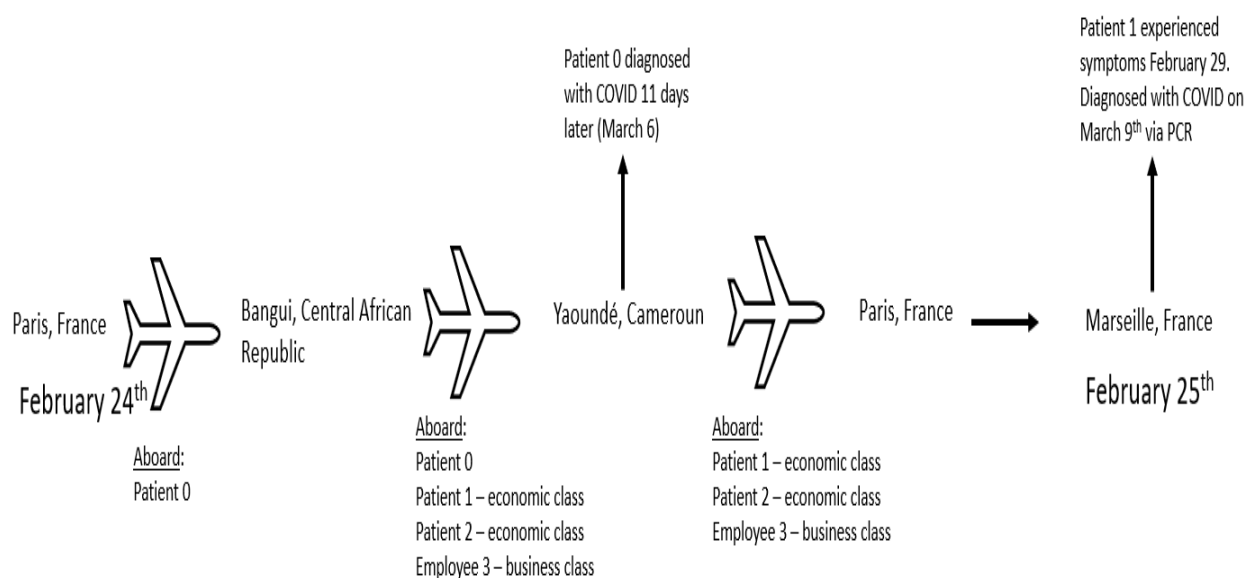 Patient 0 diagnosed
with COVID 11 days
later (March 6)
Patient 1 experienced
symptoms February 29.
Diagnosed with COVID on
March 9th via PCR
Paris, France
February 24th
Aboard:
Patient 0
Bangui, Central African
Republic
Aboard:
Patient 0
Patient 1 – economic class
Patient 2 – economic class
Employee 3 – business class
Yaoundé, Cameroun
Aboard:
Patient 1 – economic class
Patient 2 – economic class
Employee 3 – business class
Paris, France
Marseille, France
February 25th